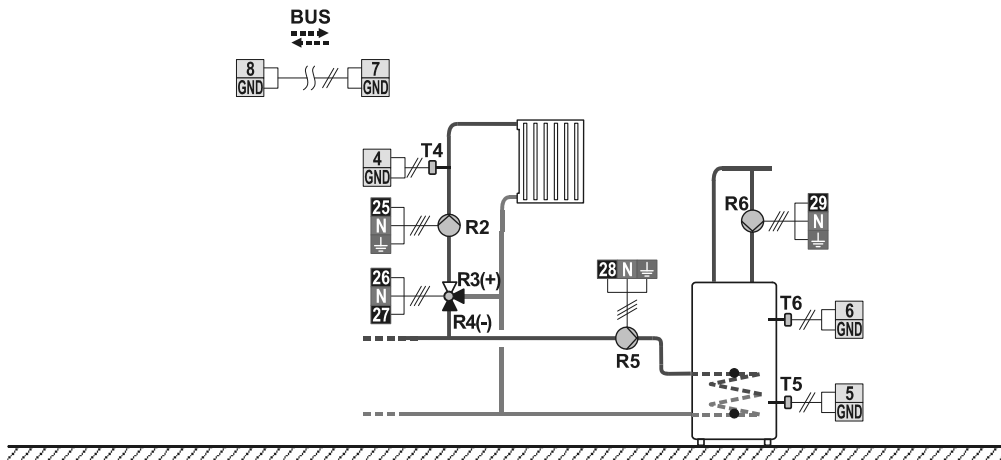 BUS
8
GND
7
GND
4
GND
T4
25
N
R2
R6
29
N
28 N
26
N
27
R3(+)
R4(-)
R5
T6
6
GND
T5
5
GND